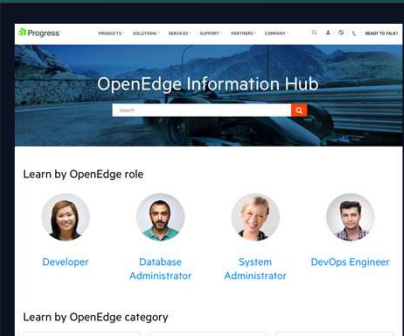 Progress
PRODUCTS SOLUTIONS SERVICES SUPPORT PARTNERS COMPANY READY TO TALK?
OpenEdge Information Hub
Search
Learn by OpenEdge role
Developer
Database
Administrator
System
Administrator
DevOps Engineer
Learn by OpenEdge category